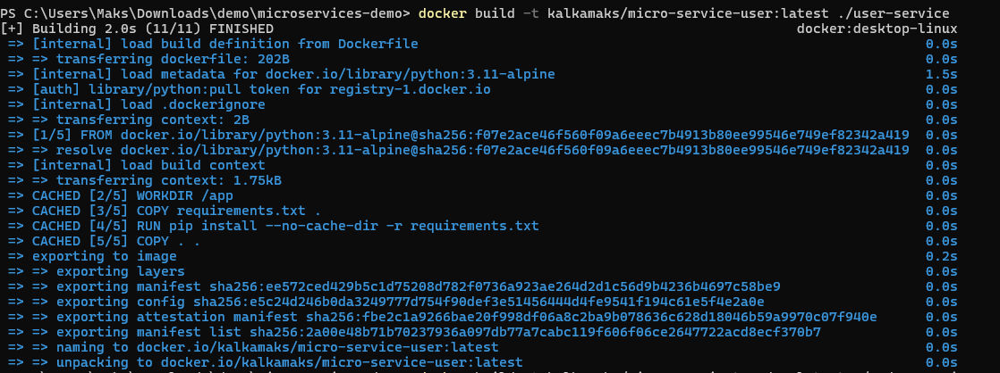 PS C:\Users\Maks\Downloads\demo\microservices-demo> docker build -t kalkamaks/micro-service-user:latest ./user-service
[+] Building 2.0s (11/11) FINISHED docker:desktop-linux
=> [internal] load build definition from Dockerfile 0.0s
=> => transferring dockerfile: 202B 0.0s
=> [internal] load metadata for docker.io/library/python:3.11-alpine 1.5s
=> [auth] library/python:pull token for registry-1.docker.io 0.0s
=> [internal] load .dockerignore 0.0s
=> => transferring context: 2B 0.0s
=> [1/5] FROM docker.io/library/python:3.11-alpine@sha256:f07e2ace46f560f09a6eeec7b4913b80ee99546e749ef82342a419 0.0s
=> => resolve docker.io/library/python:3.11-alpine@sha256:f07e2ace46f560f09a6eeec7b4913b80ee99546e749ef82342a419 0.0s
=> [internal] load build context 0.0s
=> => transferring context: 1.75kB 0.0s
=> CACHED [2/5] WORKDIR /app 0.0s
=> CACHED [3/5] COPY requirements.txt . 0.0s
=> CACHED [4/5] RUN pip install --no-cache-dir -r requirements.txt 0.0s
=> CACHED [5/5] COPY . . 0.0s
=> exporting to image 0.2s
=> => exporting layers 0.0s
=> => exporting manifest sha256:ee572ced429b5c1d75208d782f0736a923ae264d2d1c56d9b4236b4697c58be9 0.0s
=> => exporting config sha256:e5c24d246b0da3249777d754f90def3e51456444d4fe9541f194c61e5f4e2a0e 0.0s
=> => exporting attestation manifest sha256:fbe2c1a9266bae20f998df06a8c2ba9b078636c628d18046b59a9970c07f940e 0.0s
=> => exporting manifest list sha256:2a00e48b71b70237936a097db77a7cabc119f606f06ce2647722acd8ecf370b7 0.0s
=> => naming to docker.io/kalkamaks/micro-service-user:latest 0.0s
=> => unpacking to docker.io/kalkamaks/micro-service-user:latest 0.0s